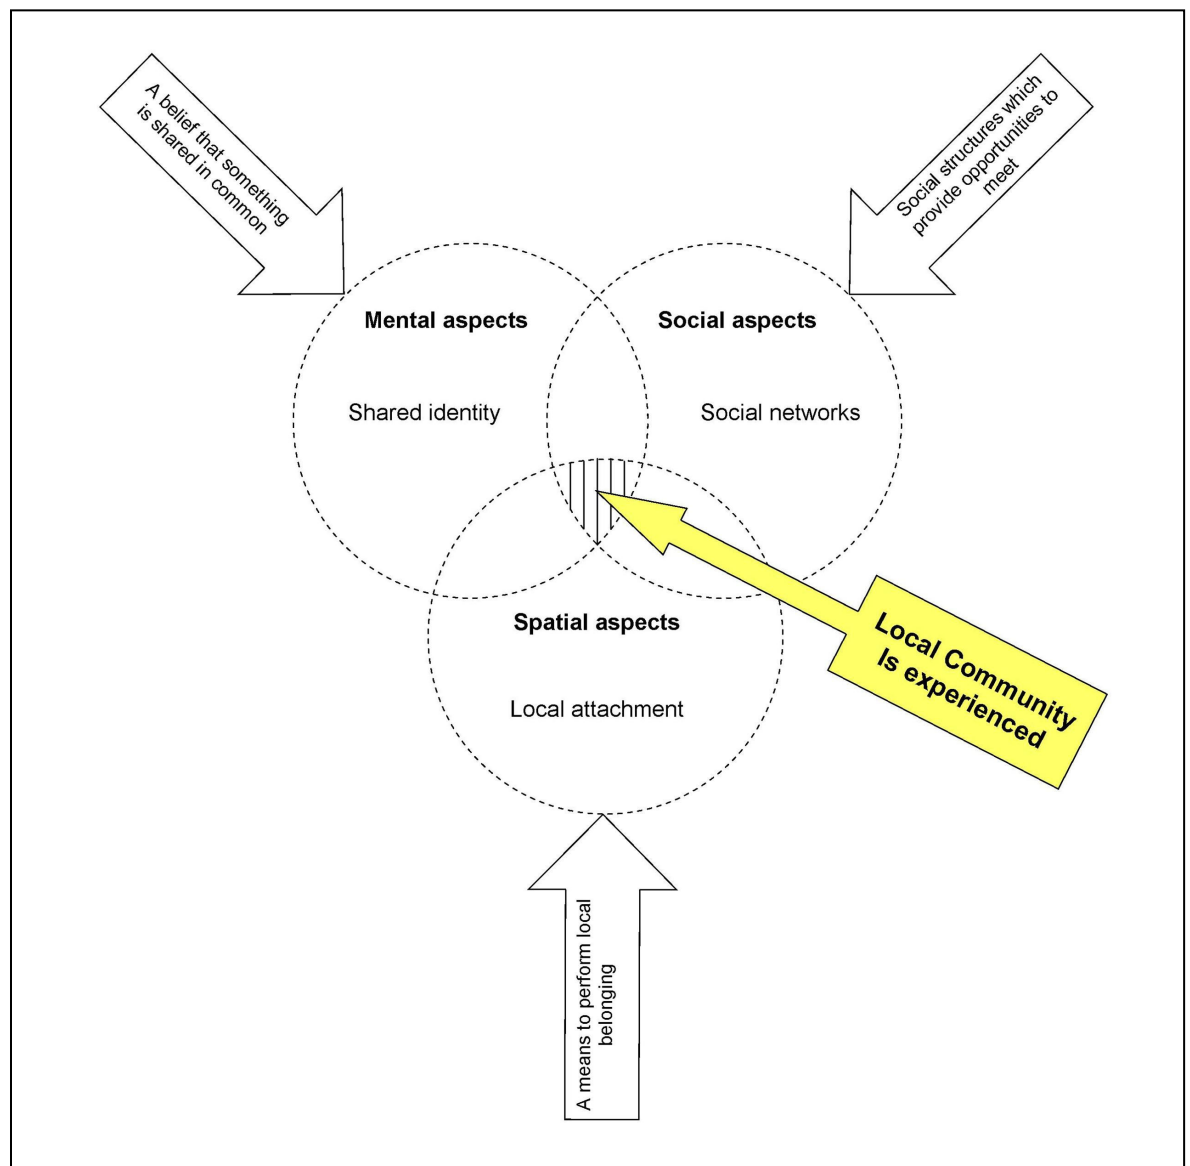 A belief that something
is shared in common
Social structures which
provide opportunities to
meet
Mental aspects
Social aspects
Shared identity
Social networks
Spatial aspects
Local attachment
Local Community
Is experienced
A means to perform local
belonging